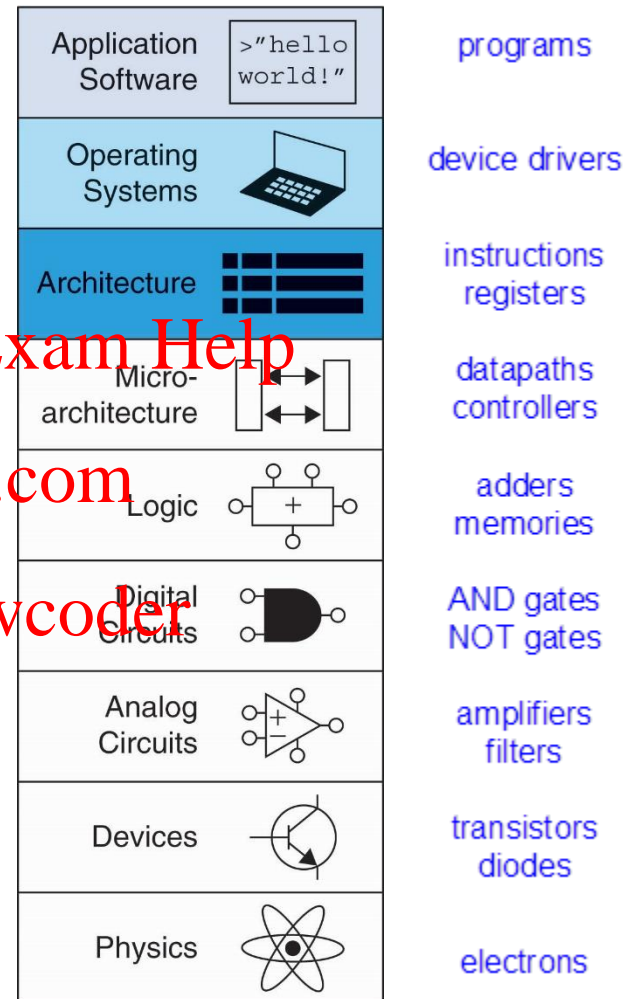 Application
Software
>"hello
world!"
programs
Operating
Systems
device drivers
Architecture
instructions
registers
xam Help
Micro-
architecture
datapaths
controllers
.com
Logic
+
adders
memories
wcoder
Digital
Circuits
AND gates
NOT gates
Analog
Circuits
+
−
amplifiers
filters
Devices
transistors
diodes
Physics
electrons